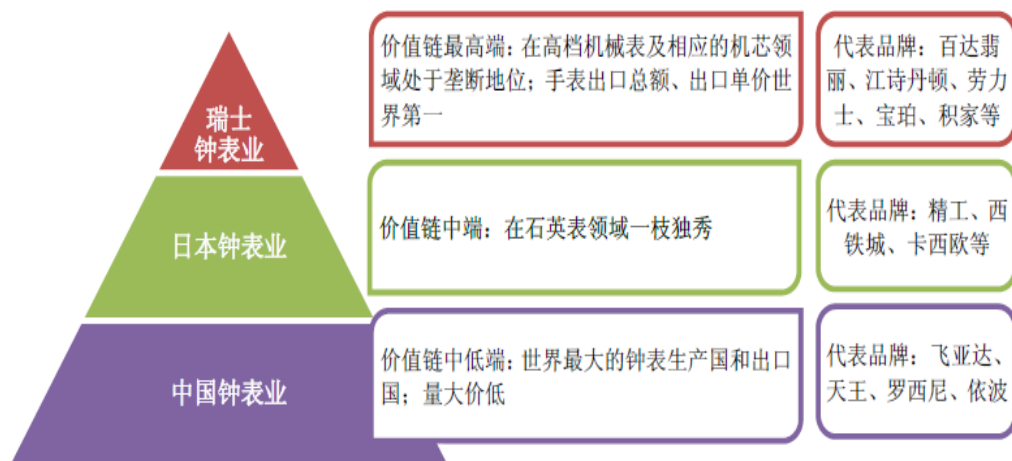 瑞士
钟表业
价值链最高端：在高档机械表及相应的机芯领
域处于垄断地位；手表出口总额、出口单价世
界第一
代表品牌：百达翡
丽、江诗丹顿、劳力
士、宝珀、积家等
日本钟表业
价值链中端：在石英表领域一枝独秀
代表品牌：精工、西
铁城、卡西欧等
中国钟表业
价值链中低端：世界最大的钟表生产国和出口
国；量大价低
代表品牌：飞亚达、
天王、罗西尼、依波